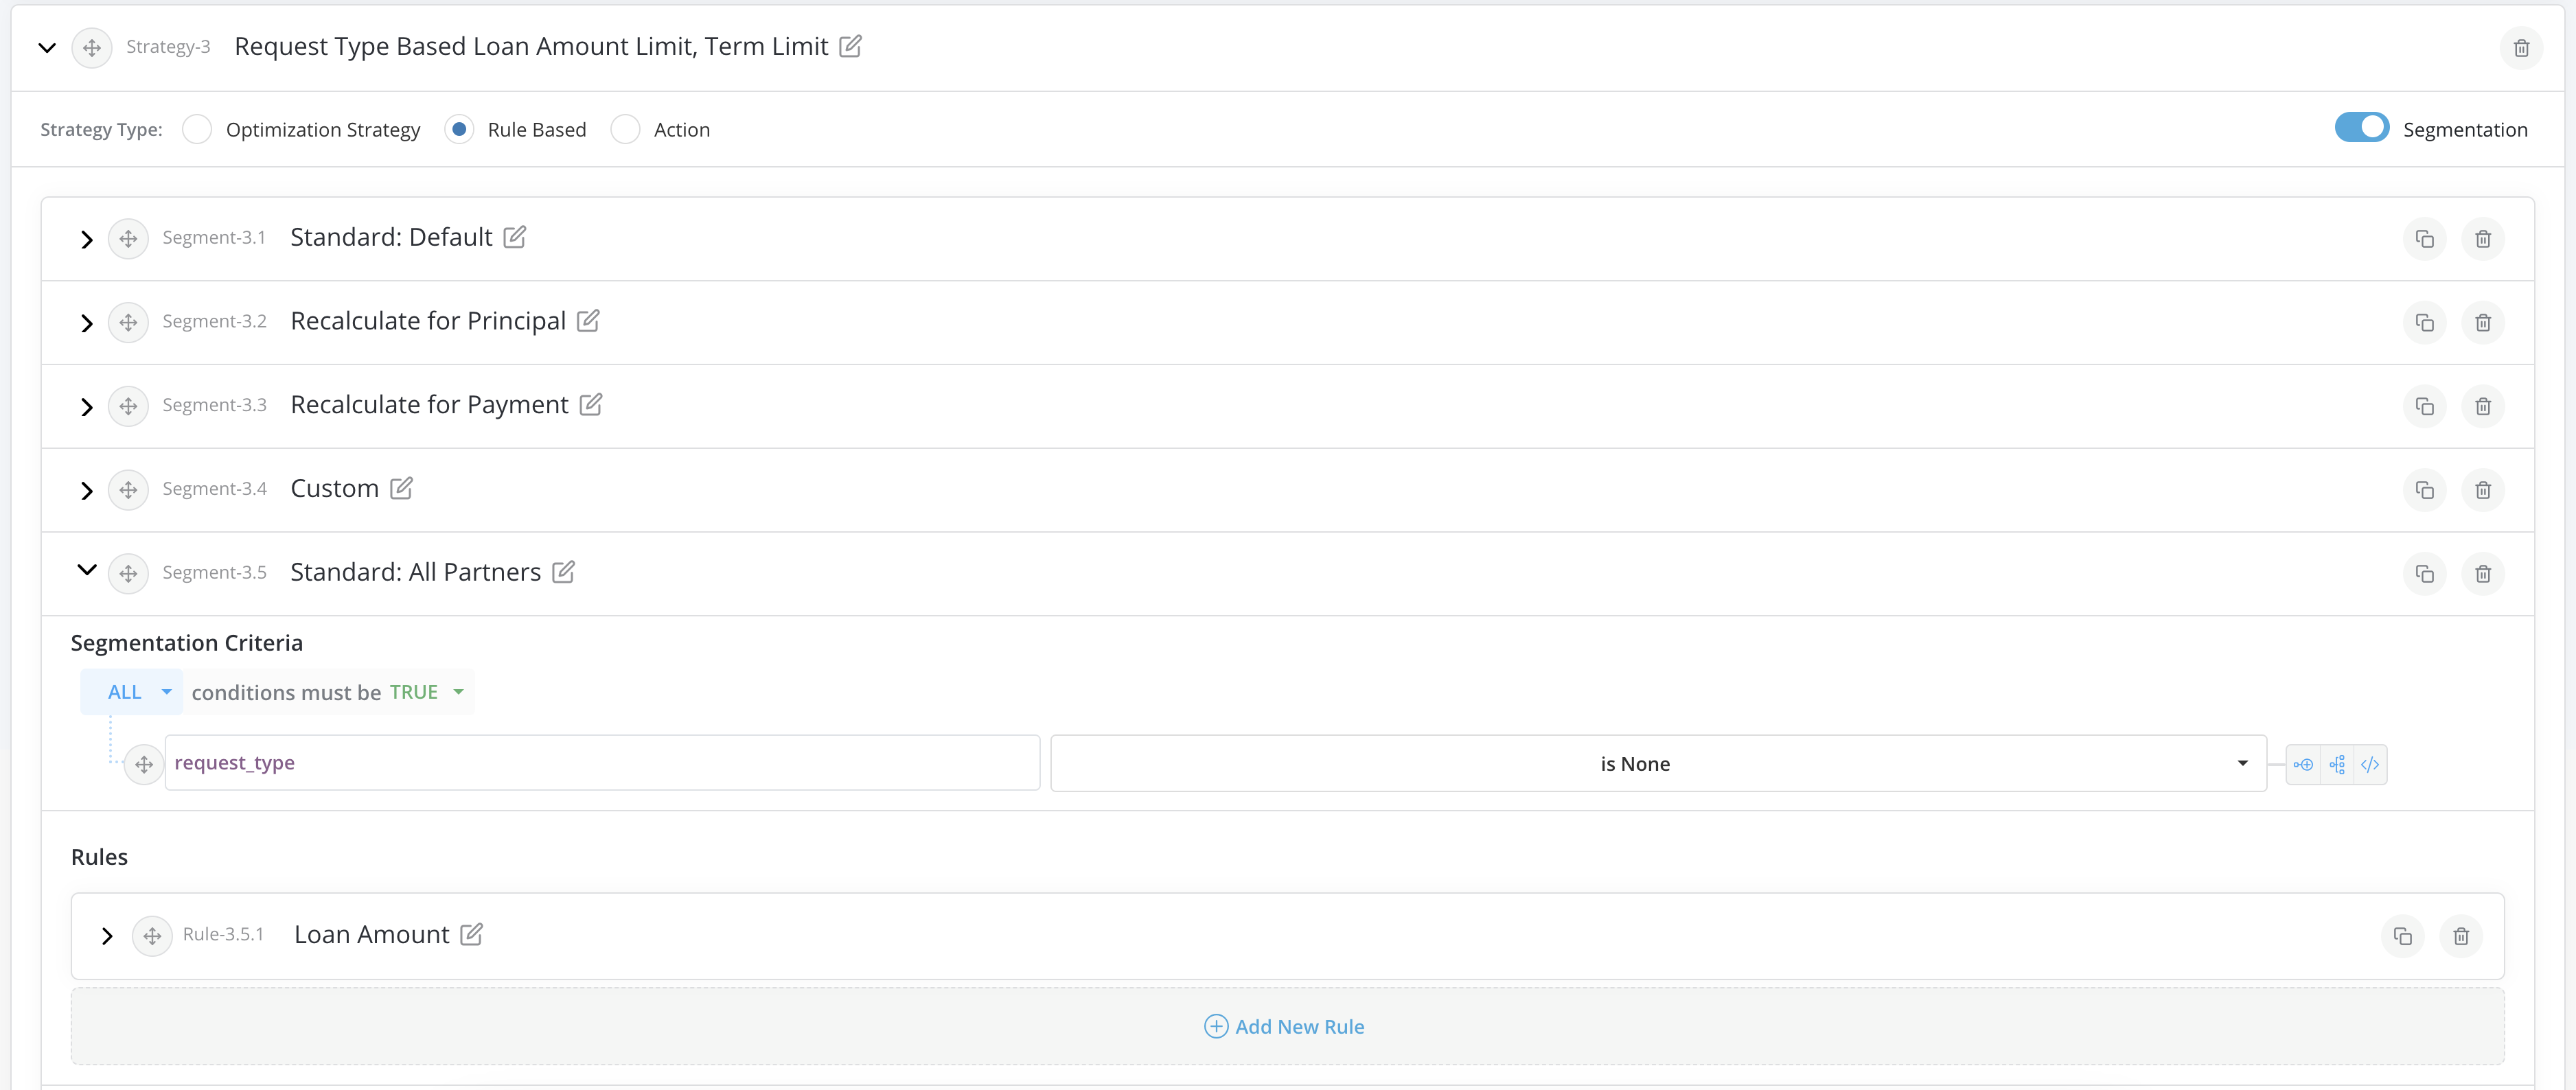 Strategy-3 Request Type Based Loan Amount Limit, Term Limit
Strategy Type: Optimization Strategy Rule Based Action Segmentation
Segment-3.1 Standard: Default
Segment-3.2 Recalculate for Principal
Segment-3.3 Recalculate for Payment
Segment-3.4 Custom
Segment-3.5 Standard: All Partners
Segmentation Criteria
ALL conditions must be TRUE
request_type is None
Rules
Rule-3.5.1 Loan Amount
Add New Rule